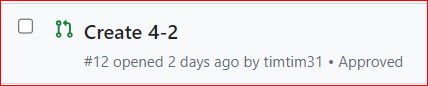 Create 4-2
#12 opened 2 days ago by timtim31 • Approved